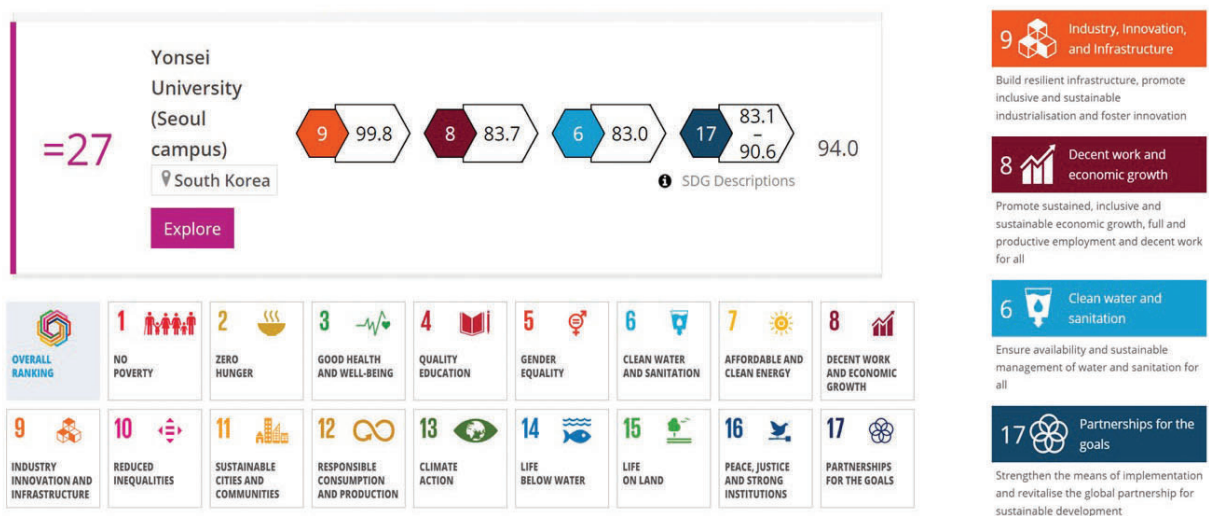 =27
Yonsei
University
(Seoul
campus)
South Korea
Explore
9 99.8
8 83.7
6 83.0
17 83.1
–
90.6
94.0
SDG Descriptions
OVERALL
RANKING
1
NO
POVERTY
2
ZERO
HUNGER
3
GOOD HEALTH
AND WELL-BEING
4
QUALITY
EDUCATION
5
GENDER
EQUALITY
6
CLEAN WATER
AND SANITATION
7
AFFORDABLE AND
CLEAN ENERGY
8
DECENT WORK
AND ECONOMIC
GROWTH
9
INDUSTRY
INNOVATION AND
INFRASTRUCTURE
10
REDUCED
INEQUALITIES
11
SUSTAINABLE
CITIES AND
COMMUNITIES
12
RESPONSIBLE
CONSUMPTION
AND PRODUCTION
13
CLIMATE
ACTION
14
LIFE
BELOW WATER
15
LIFE
ON LAND
16
PEACE, JUSTICE
AND STRONG
INSTITUTIONS
17
PARTNERSHIPS
FOR THE GOALS
9 Industry, Innovation,
and Infrastructure
Build resilient infrastructure, promote
inclusive and sustainable
industrialisation and foster innovation
8 Decent work and
economic growth
Promote sustained, inclusive and
sustainable economic growth, full and
productive employment and decent work
for all
6 Clean water and
sanitation
Ensure availability and sustainable
management of water and sanitation for
all
17 Partnerships for the
goals
Strengthen the means of implementation
and revitalise the global partnership for
sustainable development